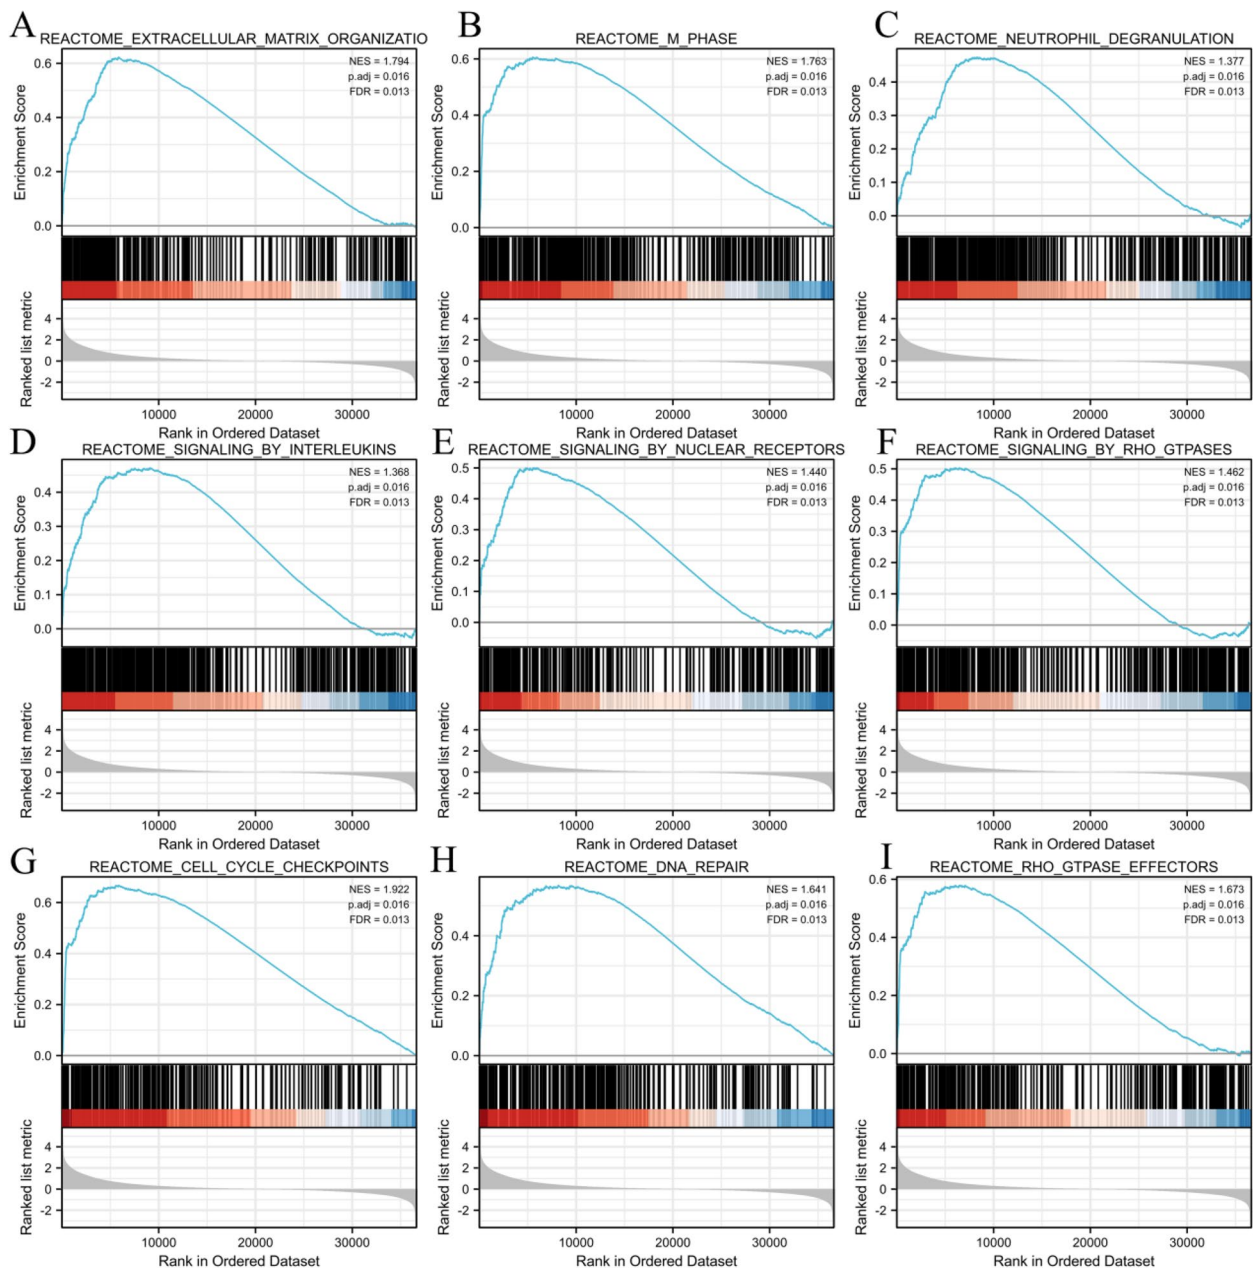 A
REACTOME_EXTRACELLULAR_MATRIX_ORGANIZATIO
NES = 1.794
p.adj = 0.016
FDR = 0.013
Enrichment Score
0.6
0.4
0.2
0.0
Ranked list metric
4
2
0
-2
10000 20000 30000
Rank in Ordered Dataset
B
REACTOME_M_PHASE
NES = 1.763
p.adj = 0.016
FDR = 0.013
Enrichment Score
0.6
0.4
0.2
0.0
Ranked list metric
4
2
0
-2
10000 20000 30000
Rank in Ordered Dataset
C
REACTOME_NEUTROPHIL_DEGRANULATION
NES = 1.377
p.adj = 0.016
FDR = 0.013
Enrichment Score
0.4
0.3
0.2
0.1
0.0
Ranked list metric
4
2
0
-2
10000 20000 30000
Rank in Ordered Dataset
D
REACTOME_SIGNALING_BY_INTERLEUKINS
NES = 1.368
p.adj = 0.016
FDR = 0.013
Enrichment Score
0.4
0.3
0.2
0.1
0.0
Ranked list metric
4
2
0
-2
10000 20000 30000
Rank in Ordered Dataset
E
REACTOME_SIGNALING_BY_NUCLEAR_RECEPTORS
NES = 1.440
p.adj = 0.016
FDR = 0.013
Enrichment Score
0.5
0.4
0.3
0.2
0.1
0.0
Ranked list metric
4
2
0
-2
10000 20000 30000
Rank in Ordered Dataset
F
REACTOME_SIGNALING_BY_RHO_GTPASES
NES = 1.462
p.adj = 0.016
FDR = 0.013
Enrichment Score
0.5
0.4
0.3
0.2
0.1
0.0
Ranked list metric
4
2
0
-2
10000 20000 30000
Rank in Ordered Dataset
G
REACTOME_CELL_CYCLE_CHECKPOINTS
NES = 1.922
p.adj = 0.016
FDR = 0.013
Enrichment Score
0.6
0.4
0.2
0.0
Ranked list metric
4
2
0
-2
10000 20000 30000
Rank in Ordered Dataset
H
REACTOME_DNA_REPAIR
NES = 1.641
p.adj = 0.016
FDR = 0.013
Enrichment Score
0.4
0.2
0.0
Ranked list metric
4
2
0
-2
10000 20000 30000
Rank in Ordered Dataset
I
REACTOME_RHO_GTPASE_EFFECTORS
NES = 1.673
p.adj = 0.016
FDR = 0.013
Enrichment Score
0.6
0.4
0.2
0.0
Ranked list metric
4
2
0
-2
10000 20000 30000
Rank in Ordered Dataset